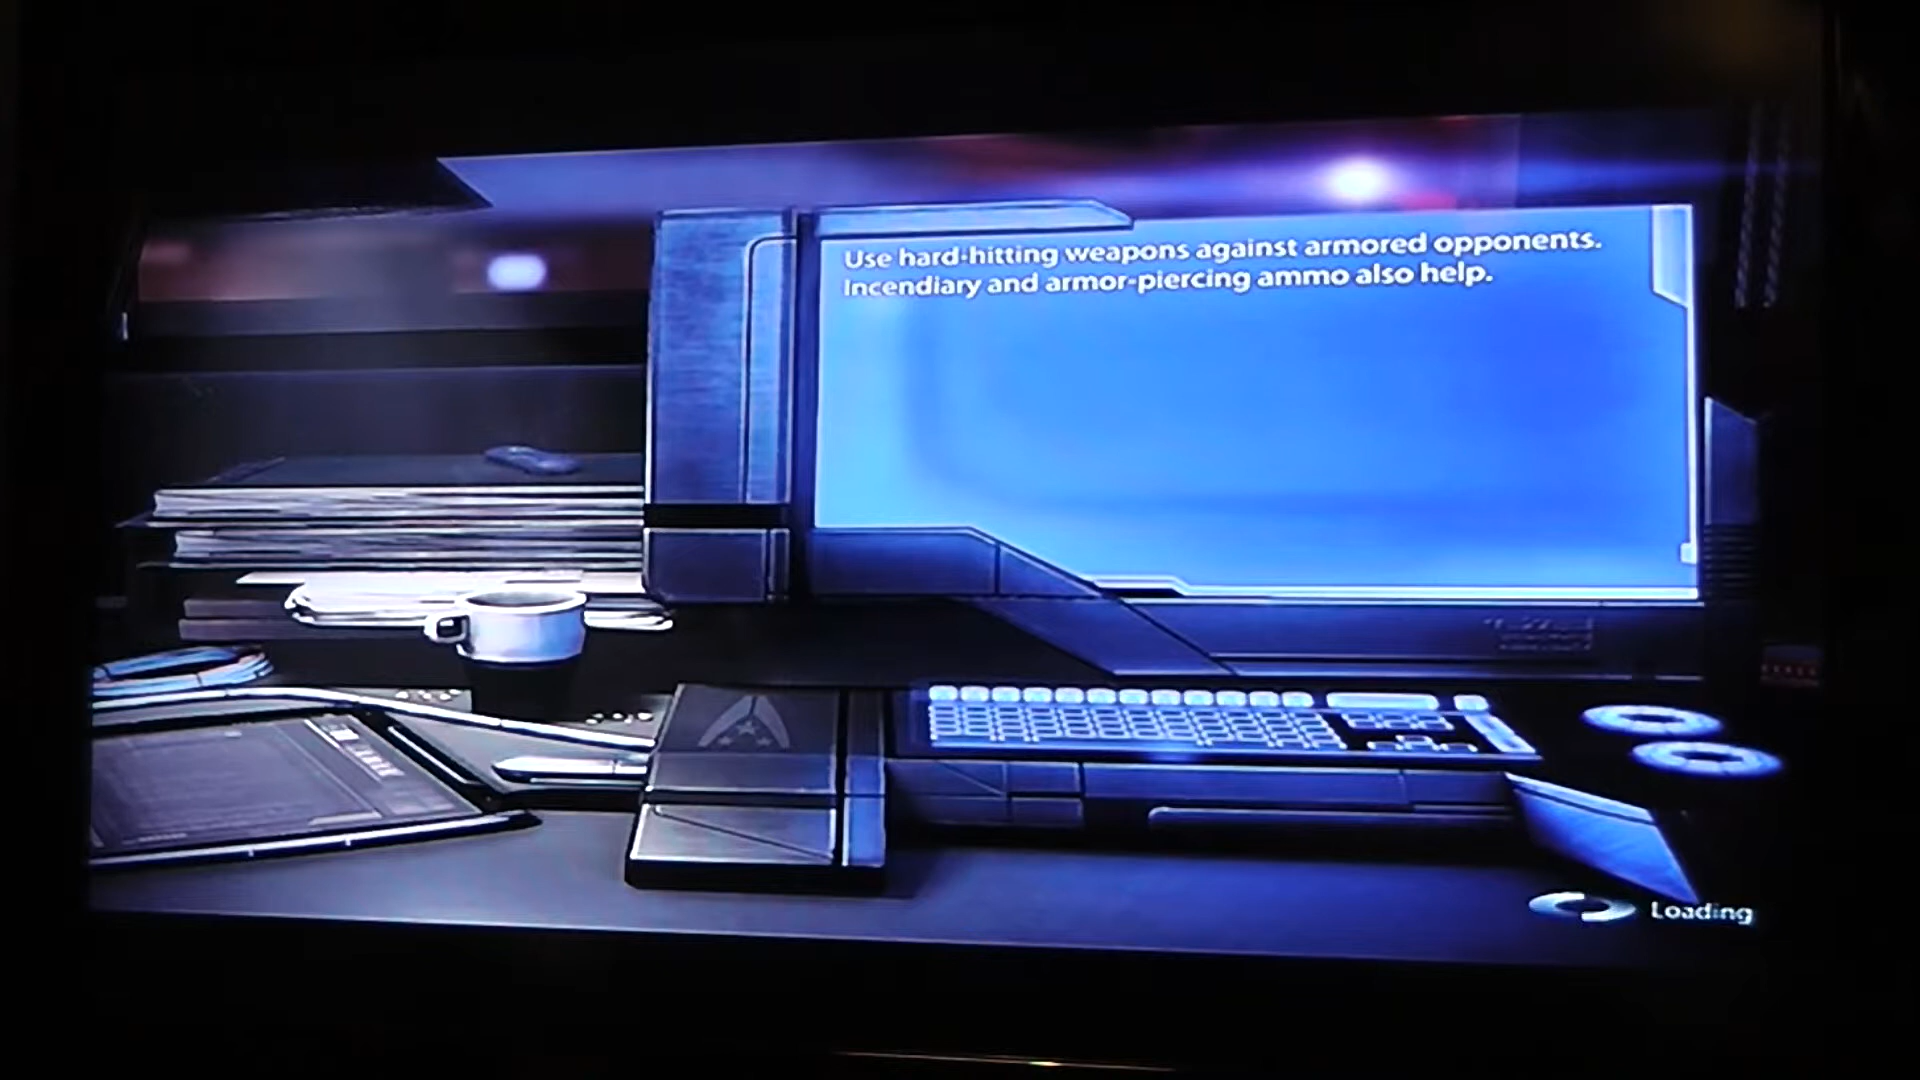 Use hard-hitting weapons against armored opponents.
Incendiary and armor-piercing ammo also help.
Loading